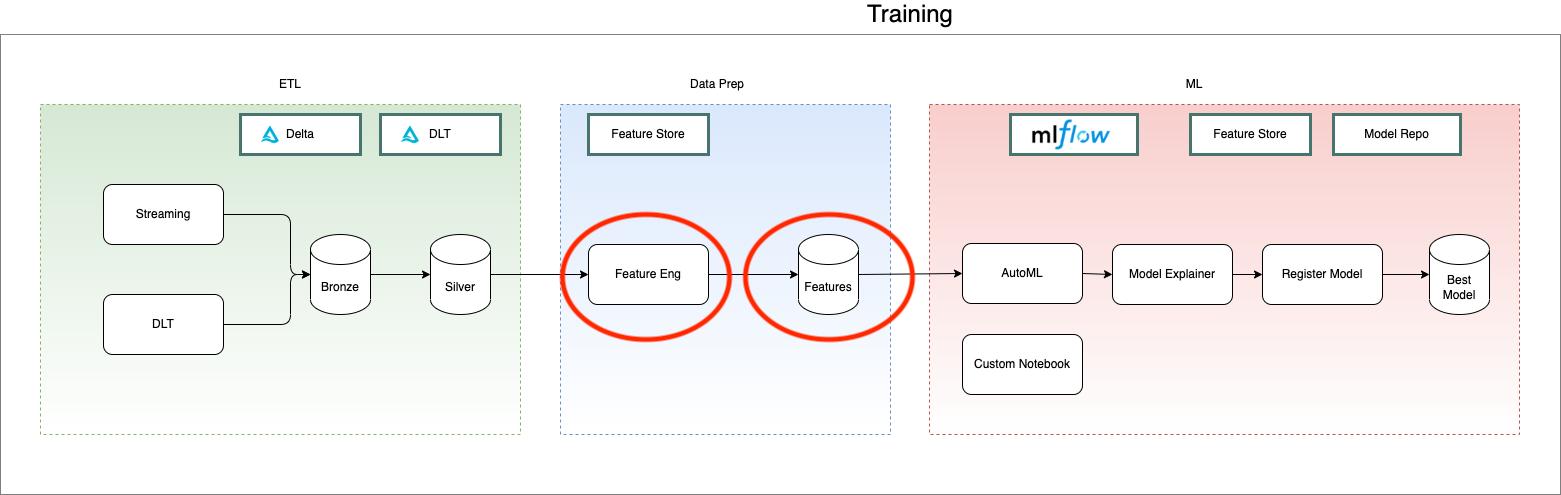 Training
ETL
Delta
DLT
Streaming
DLT
Bronze
Silver
Data Prep
Feature Store
Feature Eng
Features
ML
mlflow
Feature Store
Model Repo
AutoML
Model Explainer
Register Model
Best
Model
Custom Notebook